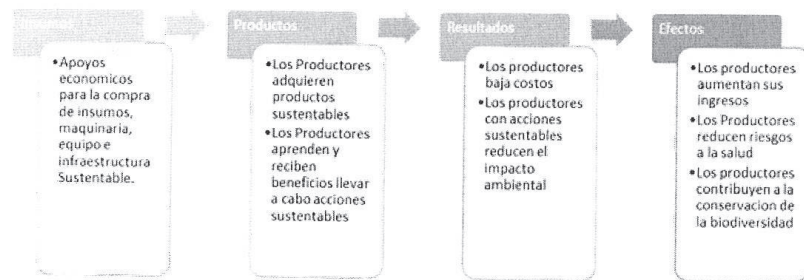 Productos
Resultados
Efectos
•Apoyos
economicos
para la compra
de insumos,
maquinaria,
equipo e
infraestructura
Sustentable.
•Los Productores
adquieren
productos
sustentables
•Los Productores
aprenden y
reciben
beneficios llevar
a cabo acciones
sustentables
•Los productores
baja costos
•Los productores
con acciones
sustentables
reducen el
impacto
ambiental
•Los productores
aumentan sus
ingresos
•Los Productores
reducen riesgos
a la salud
•Los productores
contribuyen a la
conservacion de
la biodiversidad